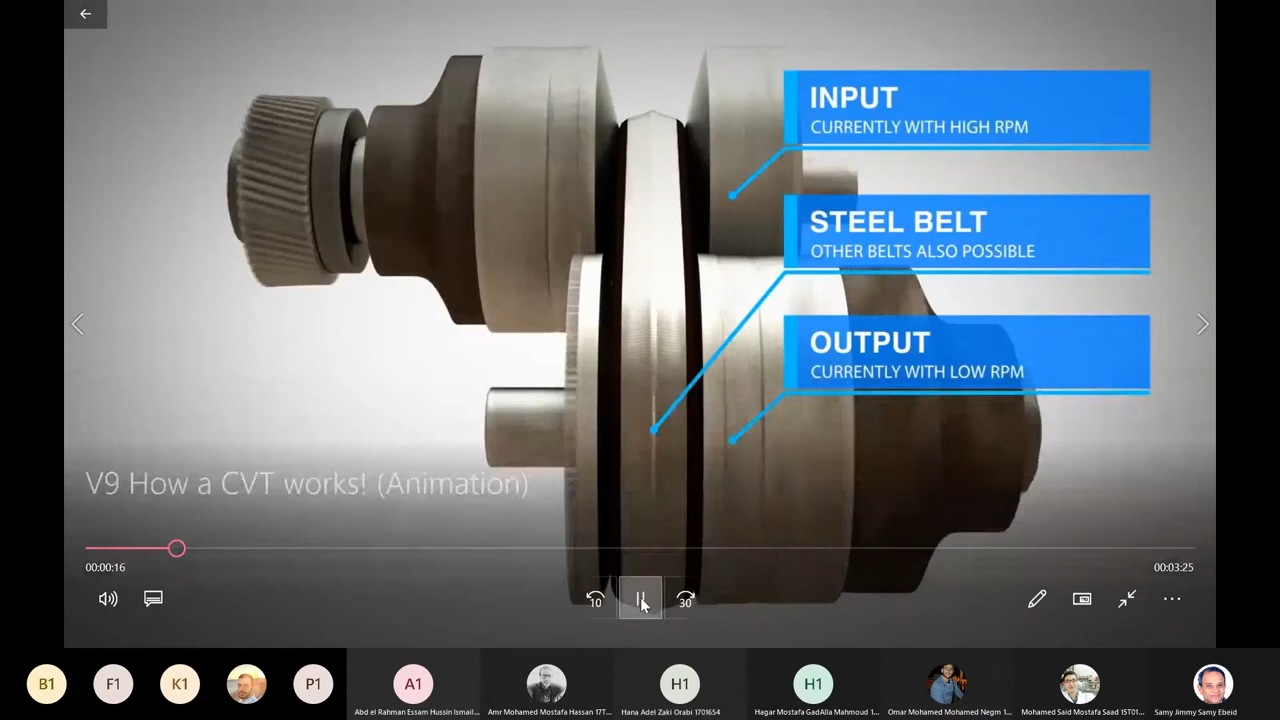 INPUT
CURRENTLY WITH HIGH RPM
STEEL BELT
OTHER BELTS ALSO POSSIBLE
OUTPUT
CURRENTLY WITH LOW RPM
V9 How a CVT works! (Animation)
00:00:16
00:03:25
10
30
B1
F1
K1
P1
A1
H1
H1
Abd el Rahman Essam Hussin Ismail...
Amr Mohamed Mostafa Hassan 17T...
Hana Adel Zaki Orabi 1701654
Hagar Mostafa GadAlla Mahmoud 1...
Omar Mohamed Mohamed Negm 1...
Mohamed Said Mostafa Saad 15T01...
Samy Jimmy Samy Ebeid